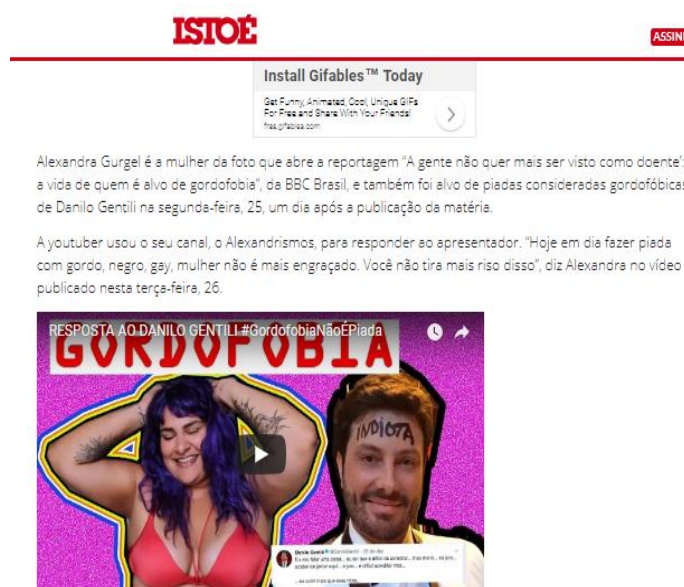 ISTOÉ
ASSINE
Install Gifables™ Today
Get Funny, Animated, Cool, Unique GIFs
For Free and Share With Your Friends!
free.gifables.com
Alexandra Gurgel é a mulher da foto que abre a reportagem “A gente não quer mais ser visto como doente’:
a vida de quem é alvo de gordofobia”, da BBC Brasil, e também foi alvo de piadas consideradas gordofóbicas
de Danilo Gentili na segunda-feira, 25, um dia após a publicação da matéria.
A youtuber usou o seu canal, o Alexandrismos, para responder ao apresentador. “Hoje em dia fazer piada
com gordo, negro, gay, mulher não é mais engraçado. Você não tira mais riso disso”, diz Alexandra no vídeo
publicado nesta terça-feira, 26.
RESPOSTA AO DANILO GENTILI #GordofobiaNãoÉPiada
GORDOFOBIA
INDIOTA
Danilo Gentili